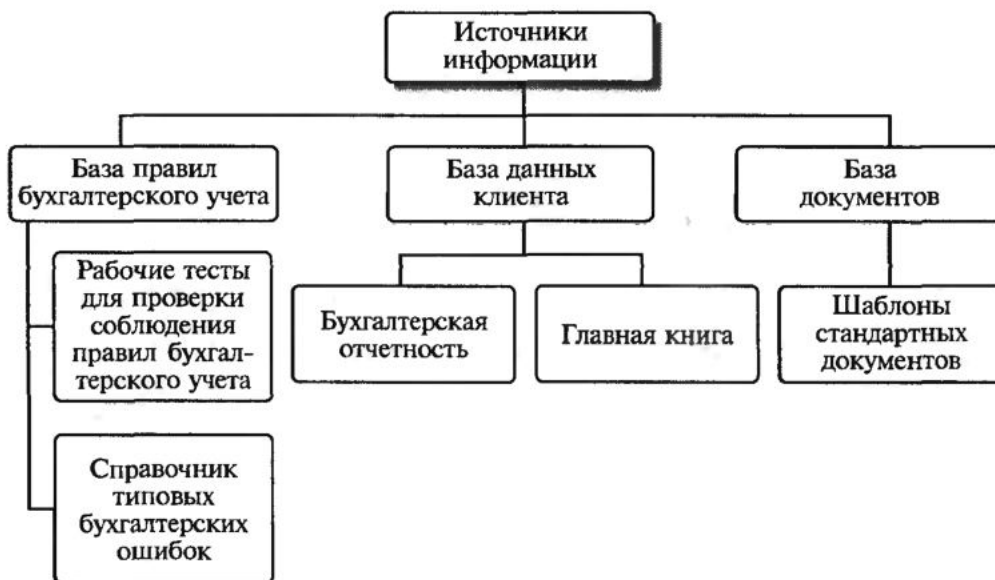 Источники
информации
База правил
бухгалтерского учета
База данных
клиента
База
документов
Рабочие тесты
для проверки
соблюдения
правил бухгал-
терского учета
Бухгалтерская
отчетность
Главная книга
Шаблоны
стандартных
документов
Справочник
типовых
бухгалтерских
ошибок